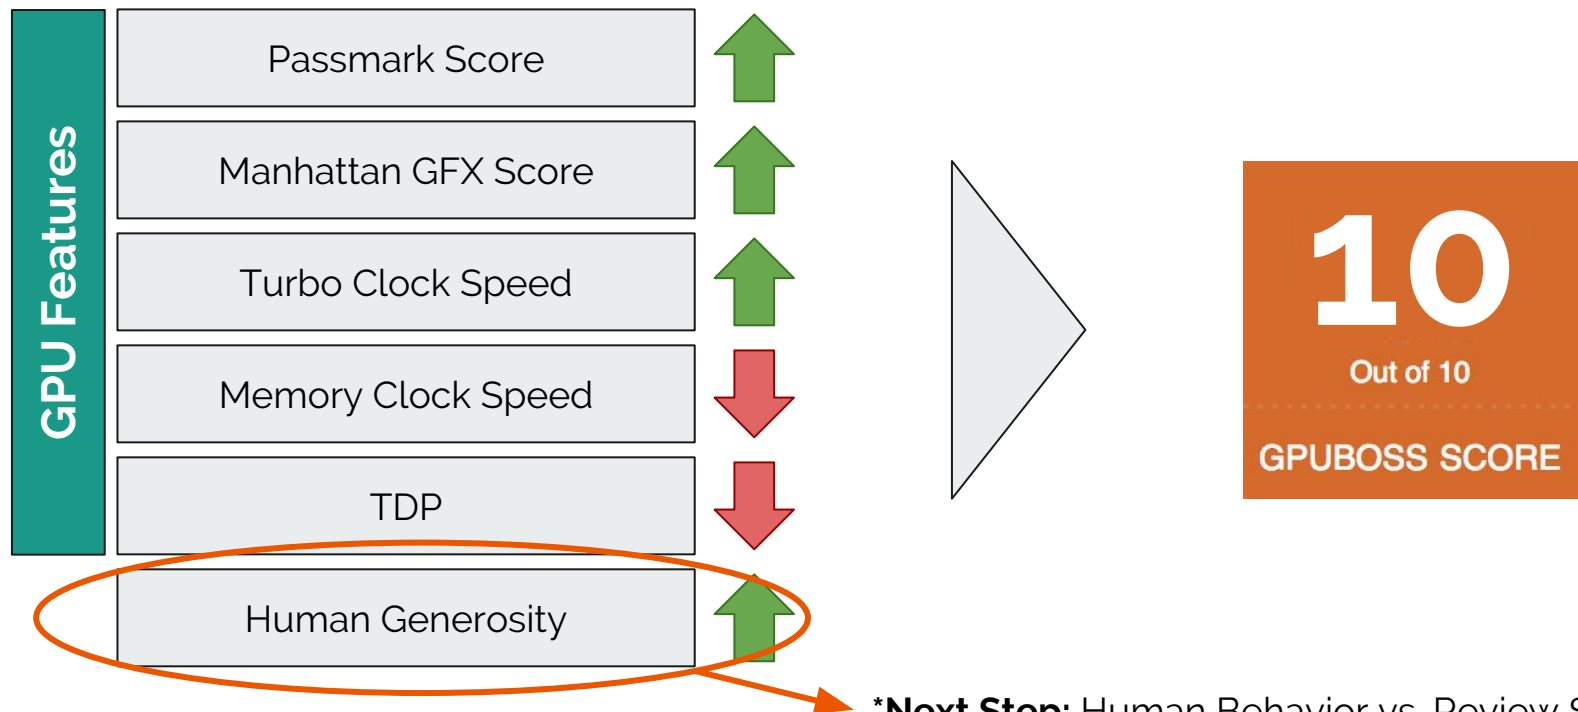 GPU Features
Passmark Score
Manhattan GFX Score
Turbo Clock Speed
Memory Clock Speed
TDP
Human Generosity
10
Out of 10
GPUBOSS SCORE
*Next Step: Human Behavior vs. Review S